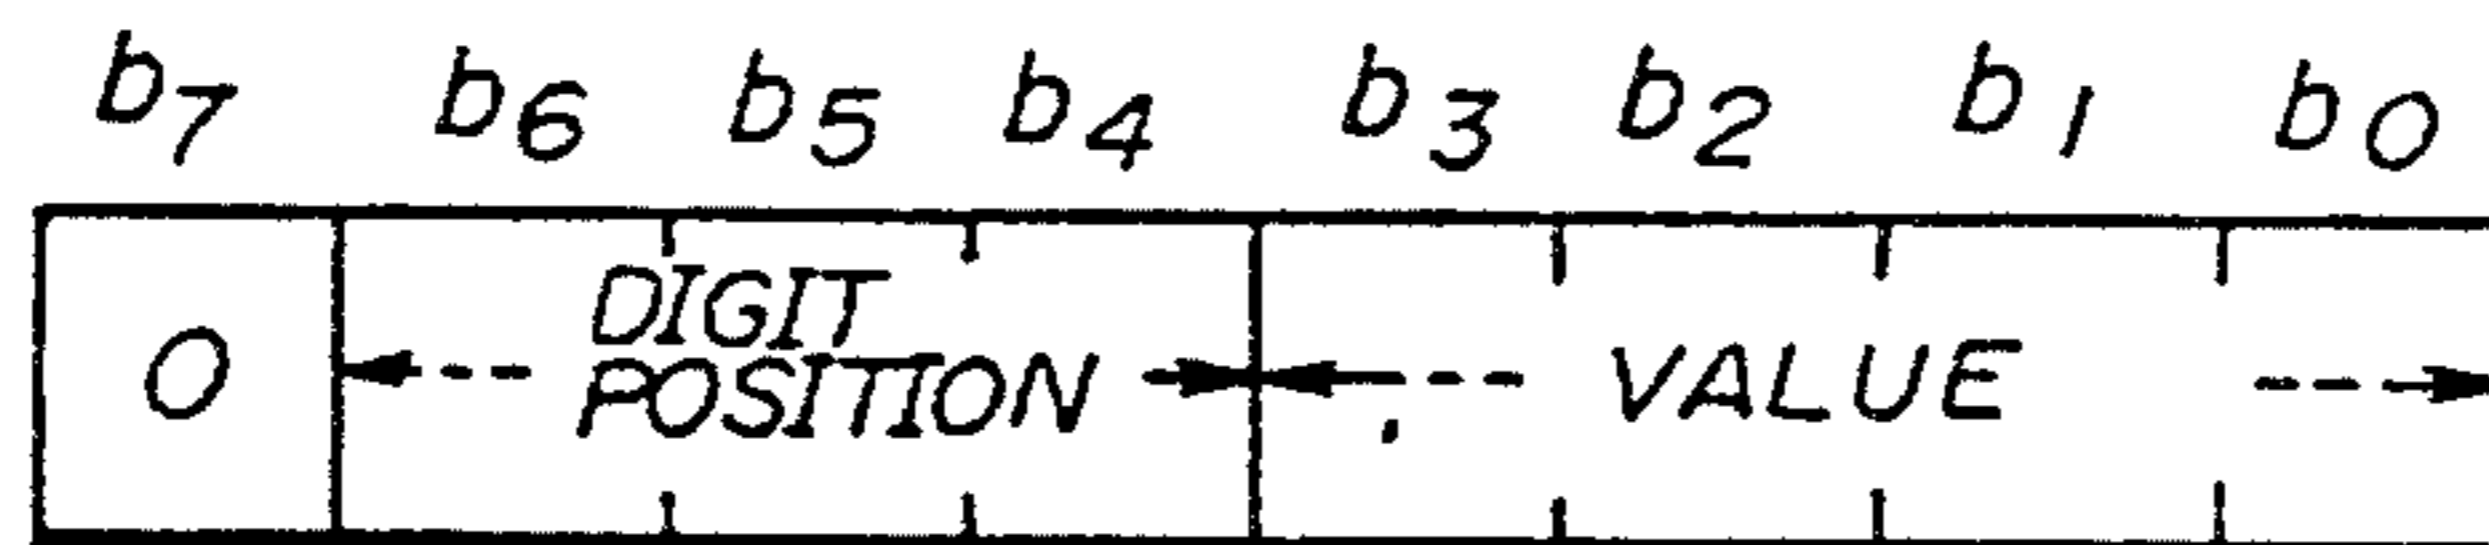 b7 b6 b5 b4 b3 b2 b1 b0
0 DIGIT POSITION VALUE